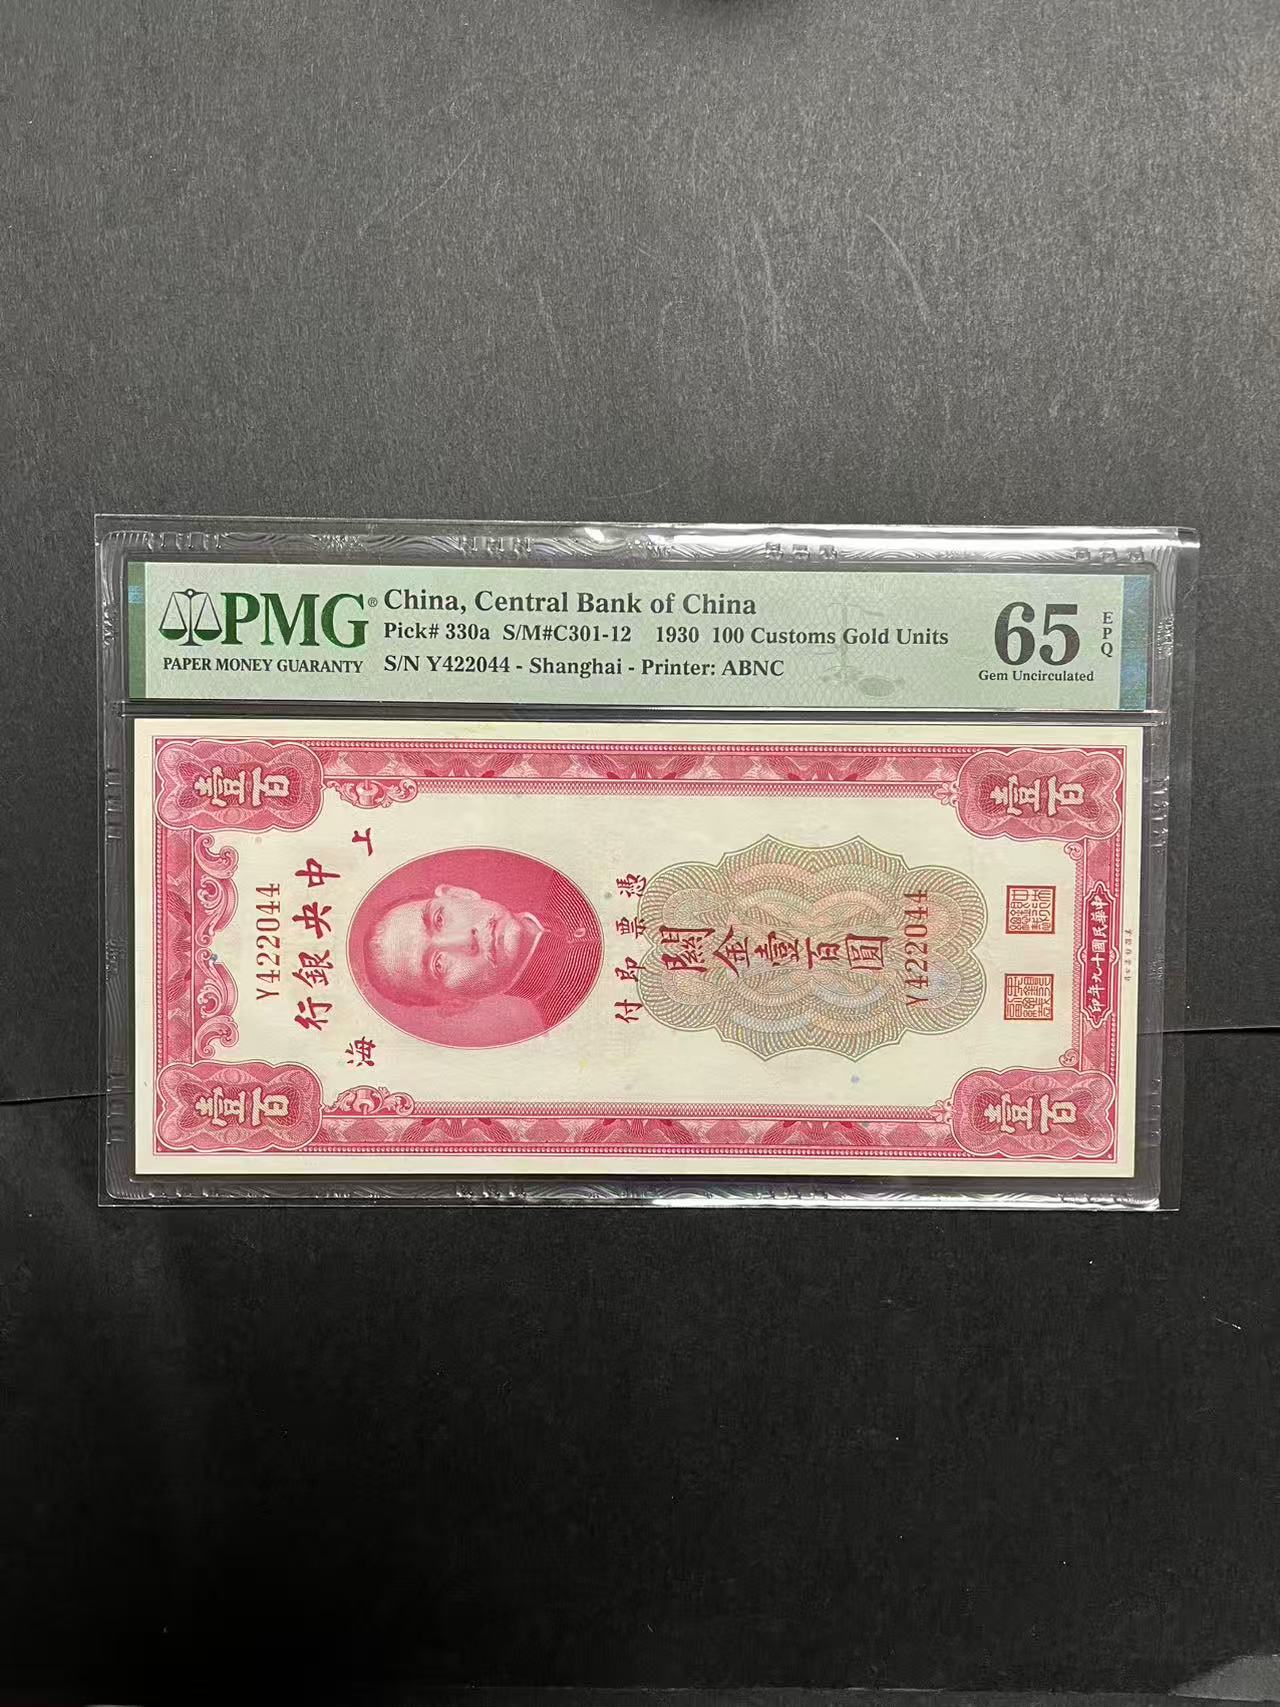 PMG®
PAPER MONEY GUARANTY
China, Central Bank of China
Pick# 330a S/M#C301-12 1930 100 Customs Gold Units
S/N Y422044 - Shanghai - Printer: ABNC
65
EPQ
Gem Uncirculated
壹百
壹百
Y422044
中央銀行
上海
憑票即付
關金壹百圓
Y422044
中華民國十九年印
壹百
壹百